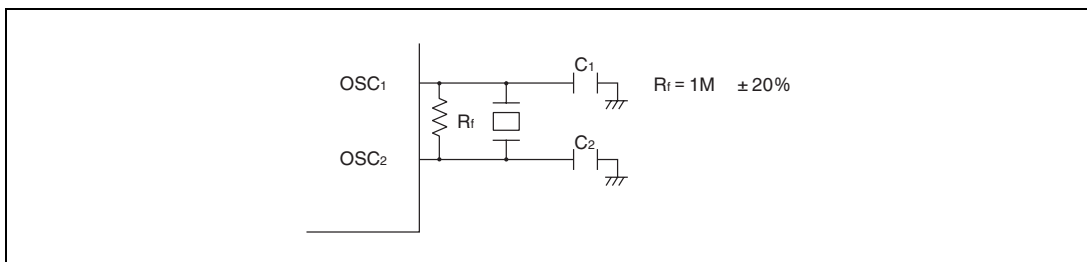 C1
OSC1
Rf = 1M ± 20%
Rf
C2
OSC2